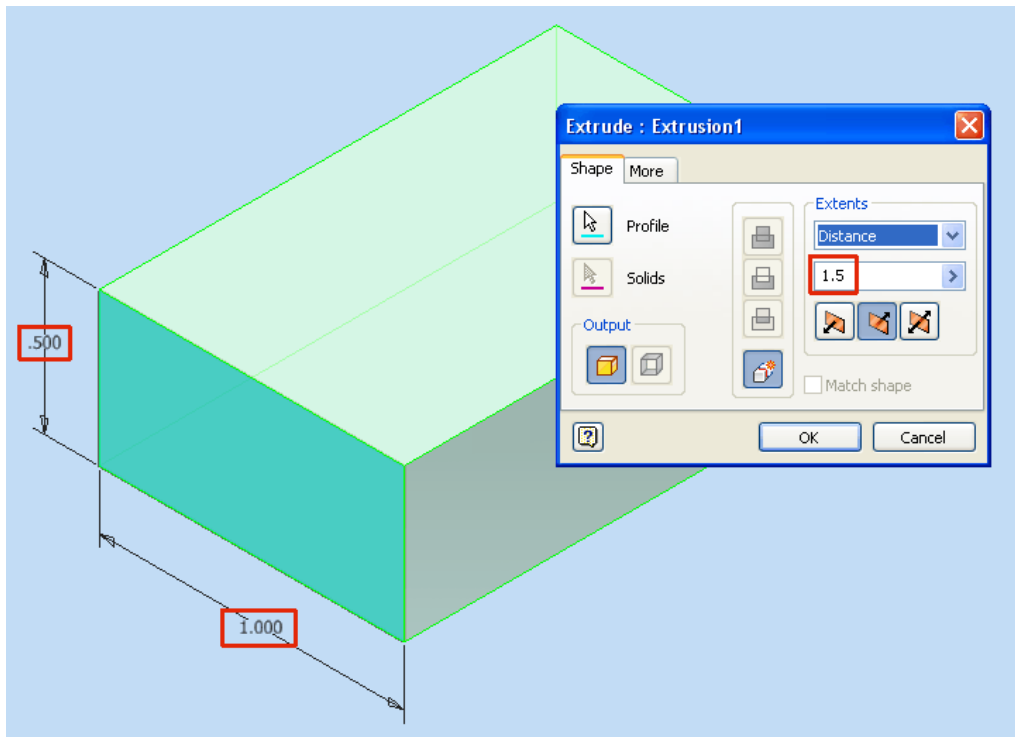 .500
1.000
Extrude : Extrusion1
Shape
More
Profile
Solids
Output
Extents
Distance
1.5
Match shape
OK
Cancel